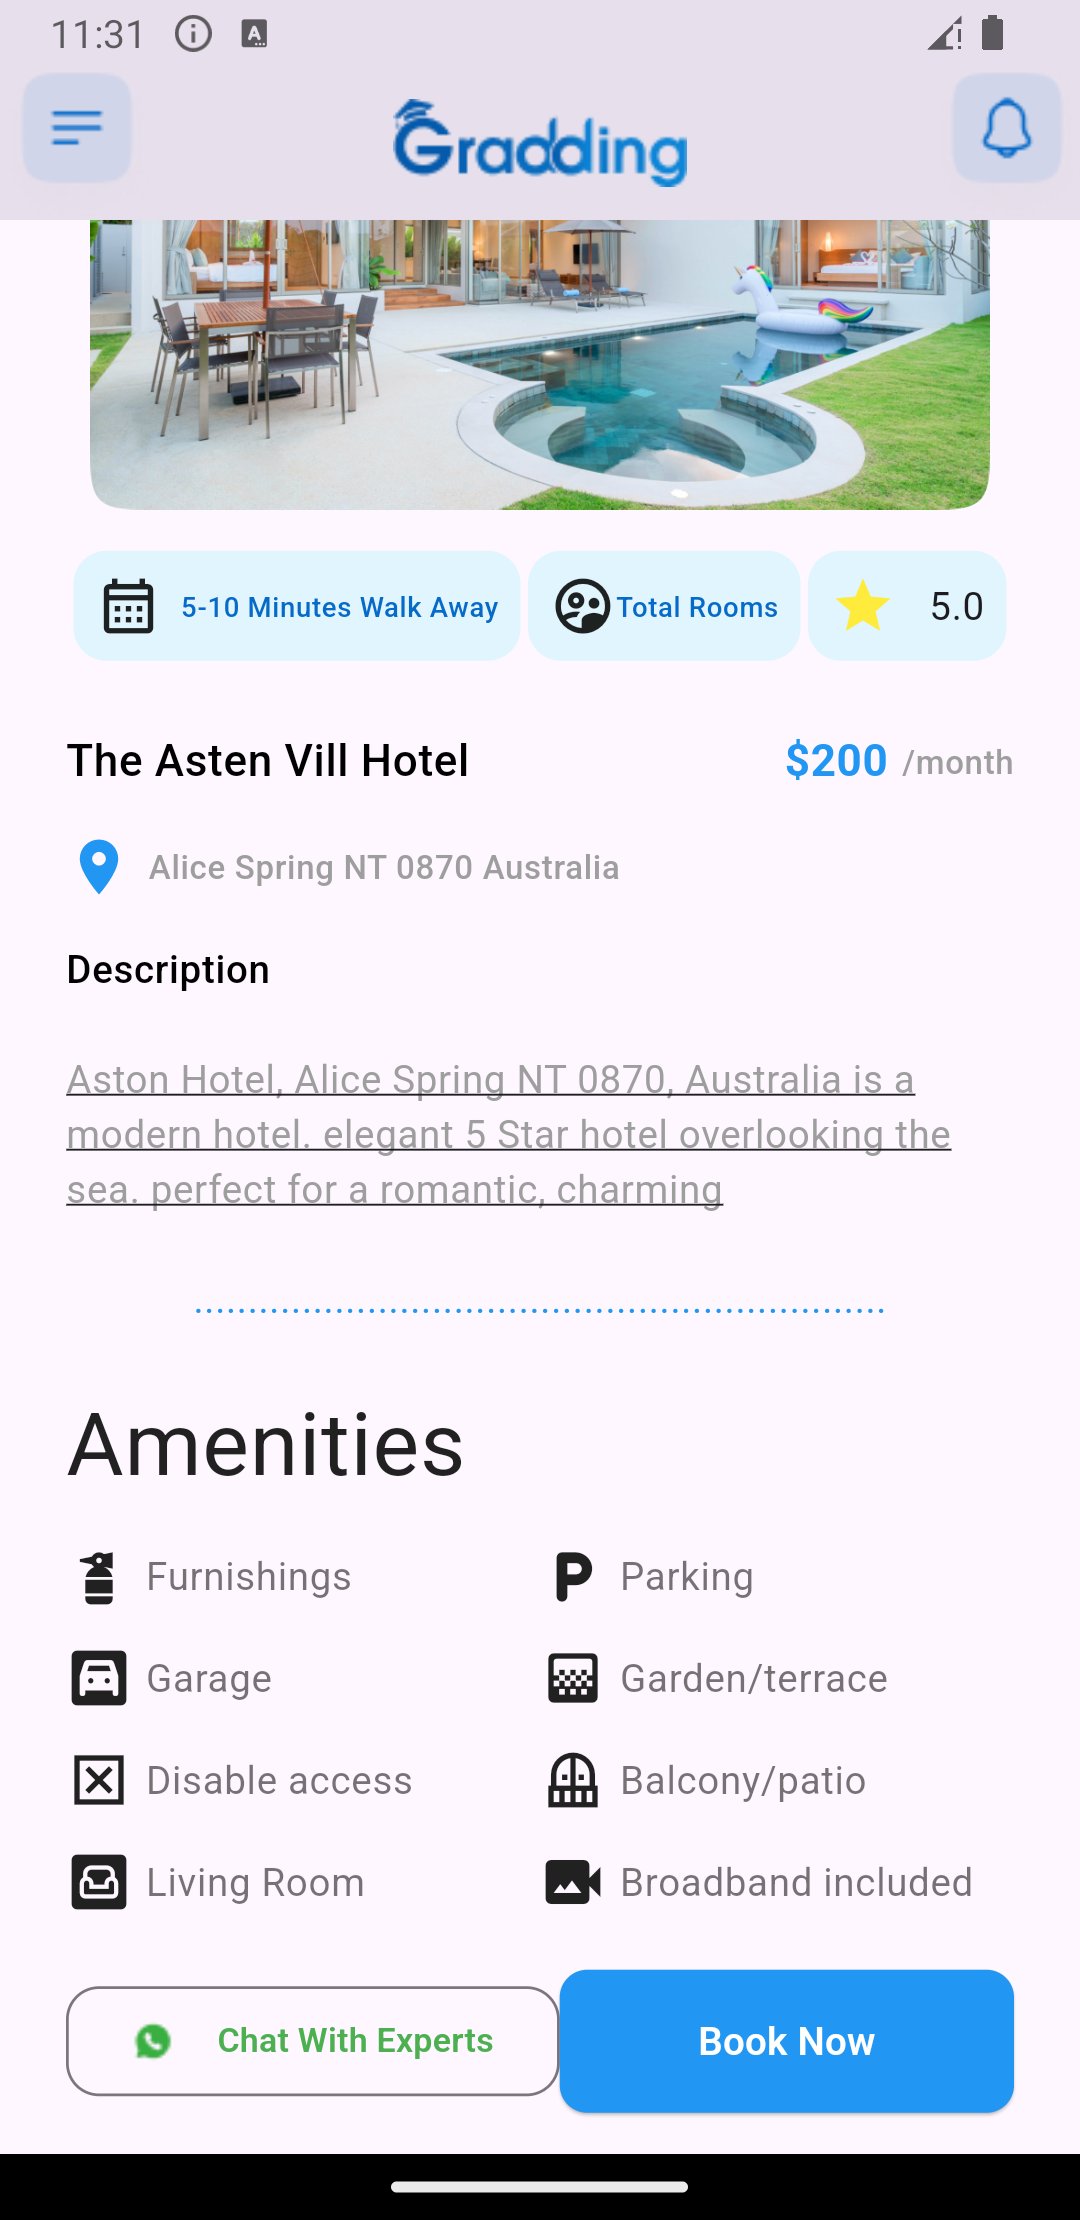 11:31
Gradding
5-10 Minutes Walk Away
Total Rooms
5.0
The Asten Vill Hotel
$200 /month
Alice Spring NT 0870 Australia
Description
Aston Hotel, Alice Spring NT 0870, Australia is a
modern hotel. elegant 5 Star hotel overlooking the
sea. perfect for a romantic, charming
Amenities
Furnishings
Parking
Garage
Garden/terrace
Disable access
Balcony/patio
Living Room
Broadband included
Chat With Experts
Book Now